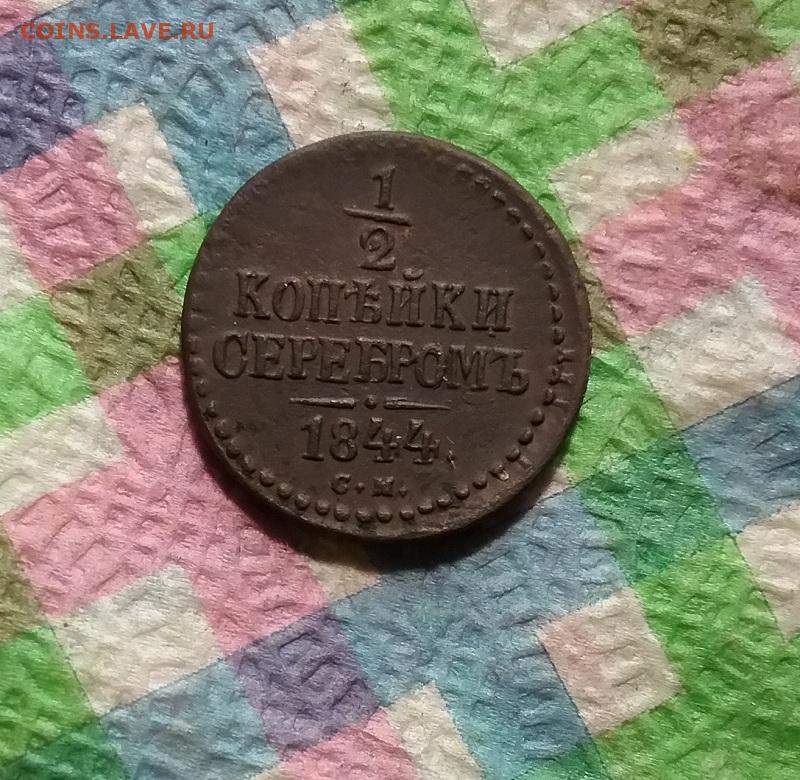 COINS.LAVE.RU
1
2
КОПѢЙКИ
СЕРЕБРОМЪ
1844.
С. М.